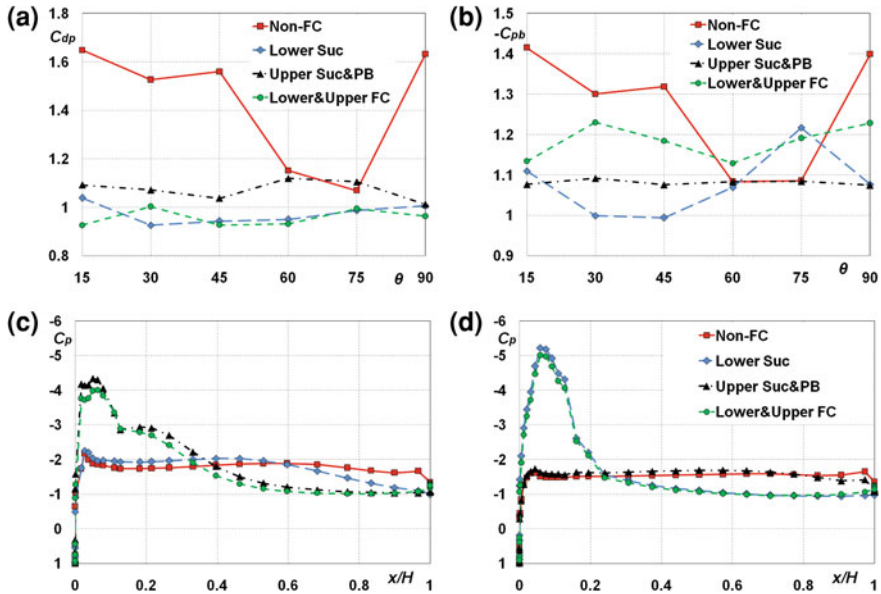 (a)
Cdp
1.8
1.6
1.4
1.2
1
0.8
15 30 45 60 75 90
θ
Non-FC
Lower Suc
Upper Suc&PB
Lower&Upper FC
(b)
-Cpb
1.5
1.4
1.3
1.2
1.1
1
0.9
15 30 45 60 75 90
θ
Non-FC
Lower Suc
Upper Suc&PB
Lower&Upper FC
(c)
Cp
-6
-5
-4
-3
-2
-1
0
1
0 0.2 0.4 0.6 0.8 1
x/H
(d)
Cp
-6
-5
-4
-3
-2
-1
0
1
0 0.2 0.4 0.6 0.8 1
x/H
Non-FC
Lower Suc
Upper Suc&PB
Lower&Upper FC